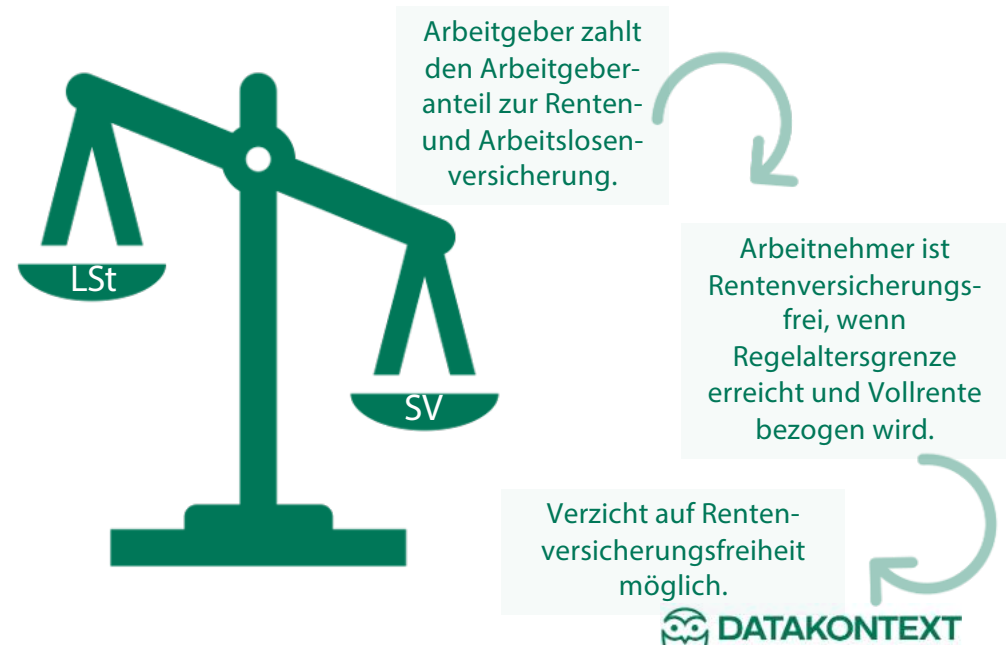 Arbeitgeber zahlt
den Arbeitgeber-
anteil zur Renten-
und Arbeitslosen-
versicherung.
LSt
Arbeitnehmer ist
Rentenversicherungs-
frei, wenn
Regelaltersgrenze
erreicht und Vollrente
bezogen wird.
SV
Verzicht auf Renten-
versicherungsfreiheit
möglich.
DATAKONTEXT